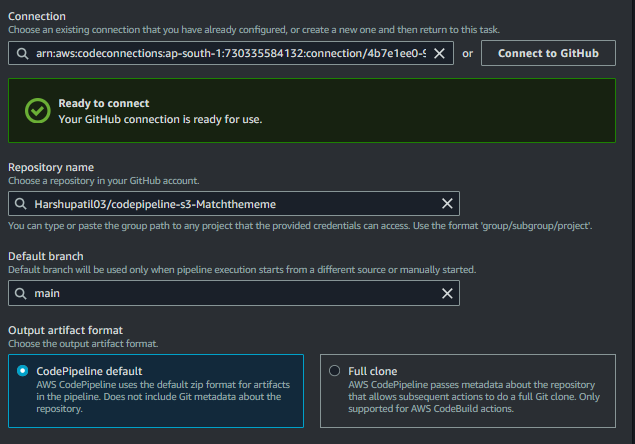 Connection
Choose an existing connection that you have already configured, or create a new one and then return to this task.
arn:aws:codeconnections:ap-south-1:730335584132:connection/4b7e1ee0-9 or Connect to GitHub
Ready to connect
Your GitHub connection is ready for use.
Repository name
Choose a repository in your GitHub account.
Harshupatil03/codepipeline-s3-Matchthememe
You can type or paste the group path to any project that the provided credentials can access. Use the format 'group/subgroup/project'.
Default branch
Default branch will be used only when pipeline execution starts from a different source or manually started.
main
Output artifact format
Choose the output artifact format.
CodePipeline default
AWS CodePipeline uses the default zip format for artifacts
in the pipeline. Does not include Git metadata about the
repository.
Full clone
AWS CodePipeline passes metadata about the repository
that allows subsequent actions to do a full Git clone. Only
supported for AWS CodeBuild actions.